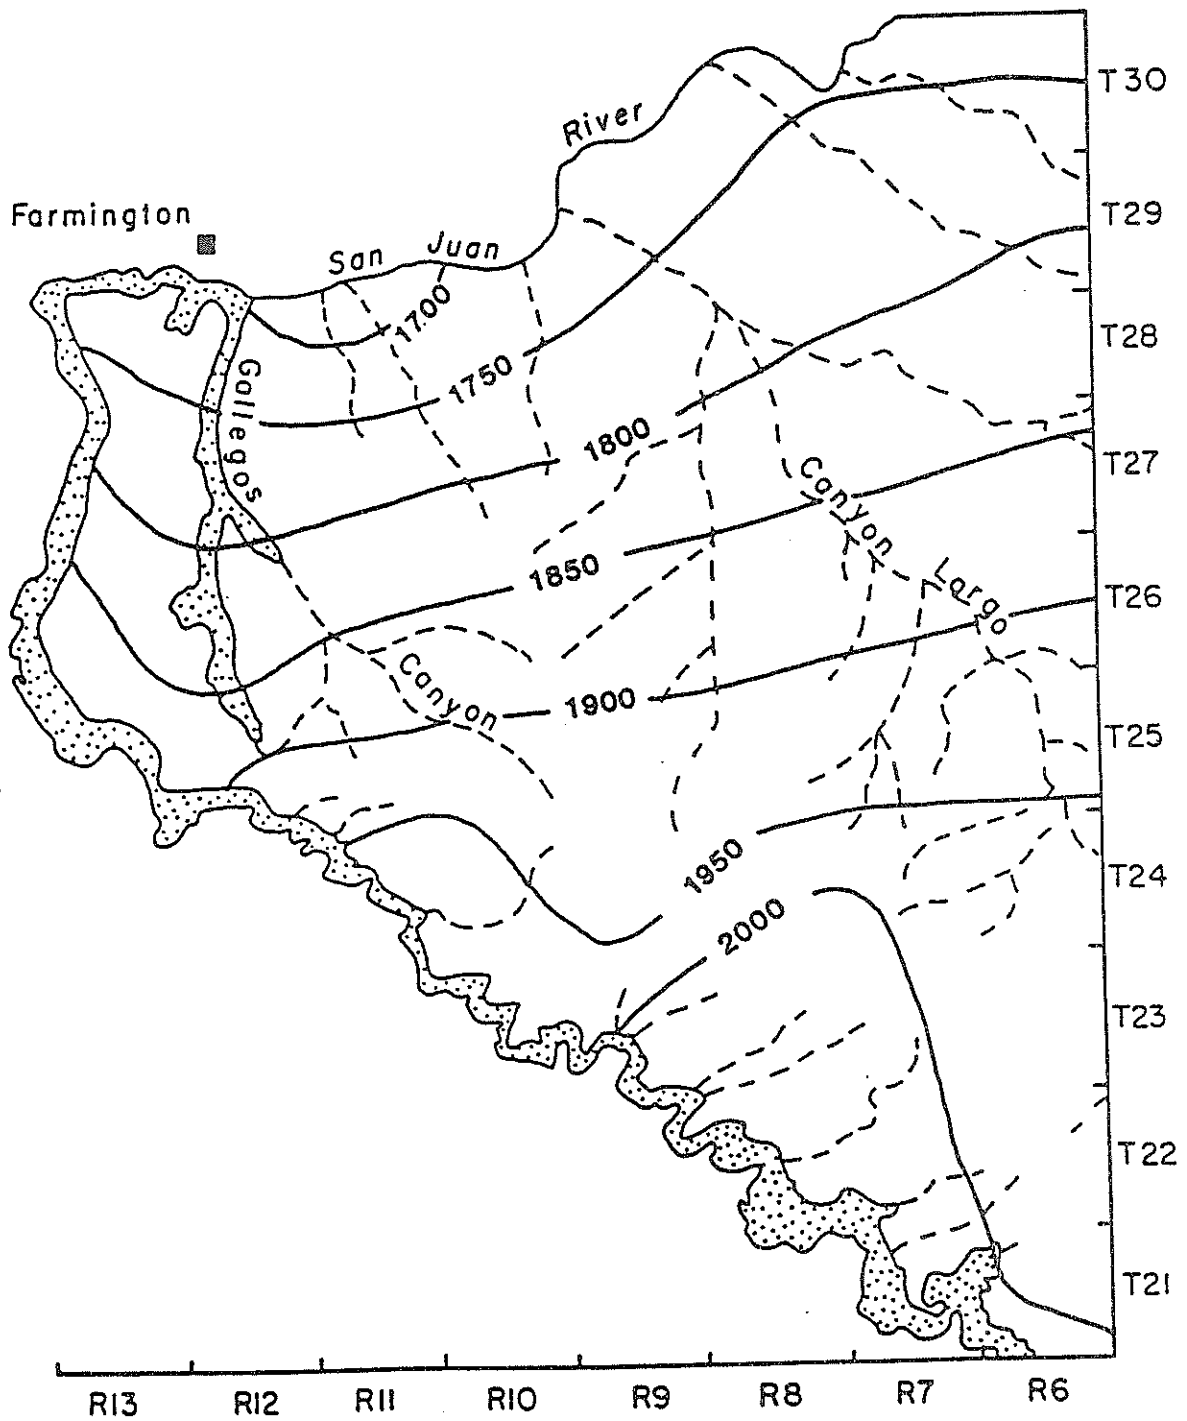 T30
River
T29
Farmington
San Juan
1700
T28
Gallegos
1750
1800
T27
Canyon
1850
Largo
T26
Canyon
1900
T25
1950
T24
2000
T23
T22
T21
R13 R12 R11 R10 R9 R8 R7 R6